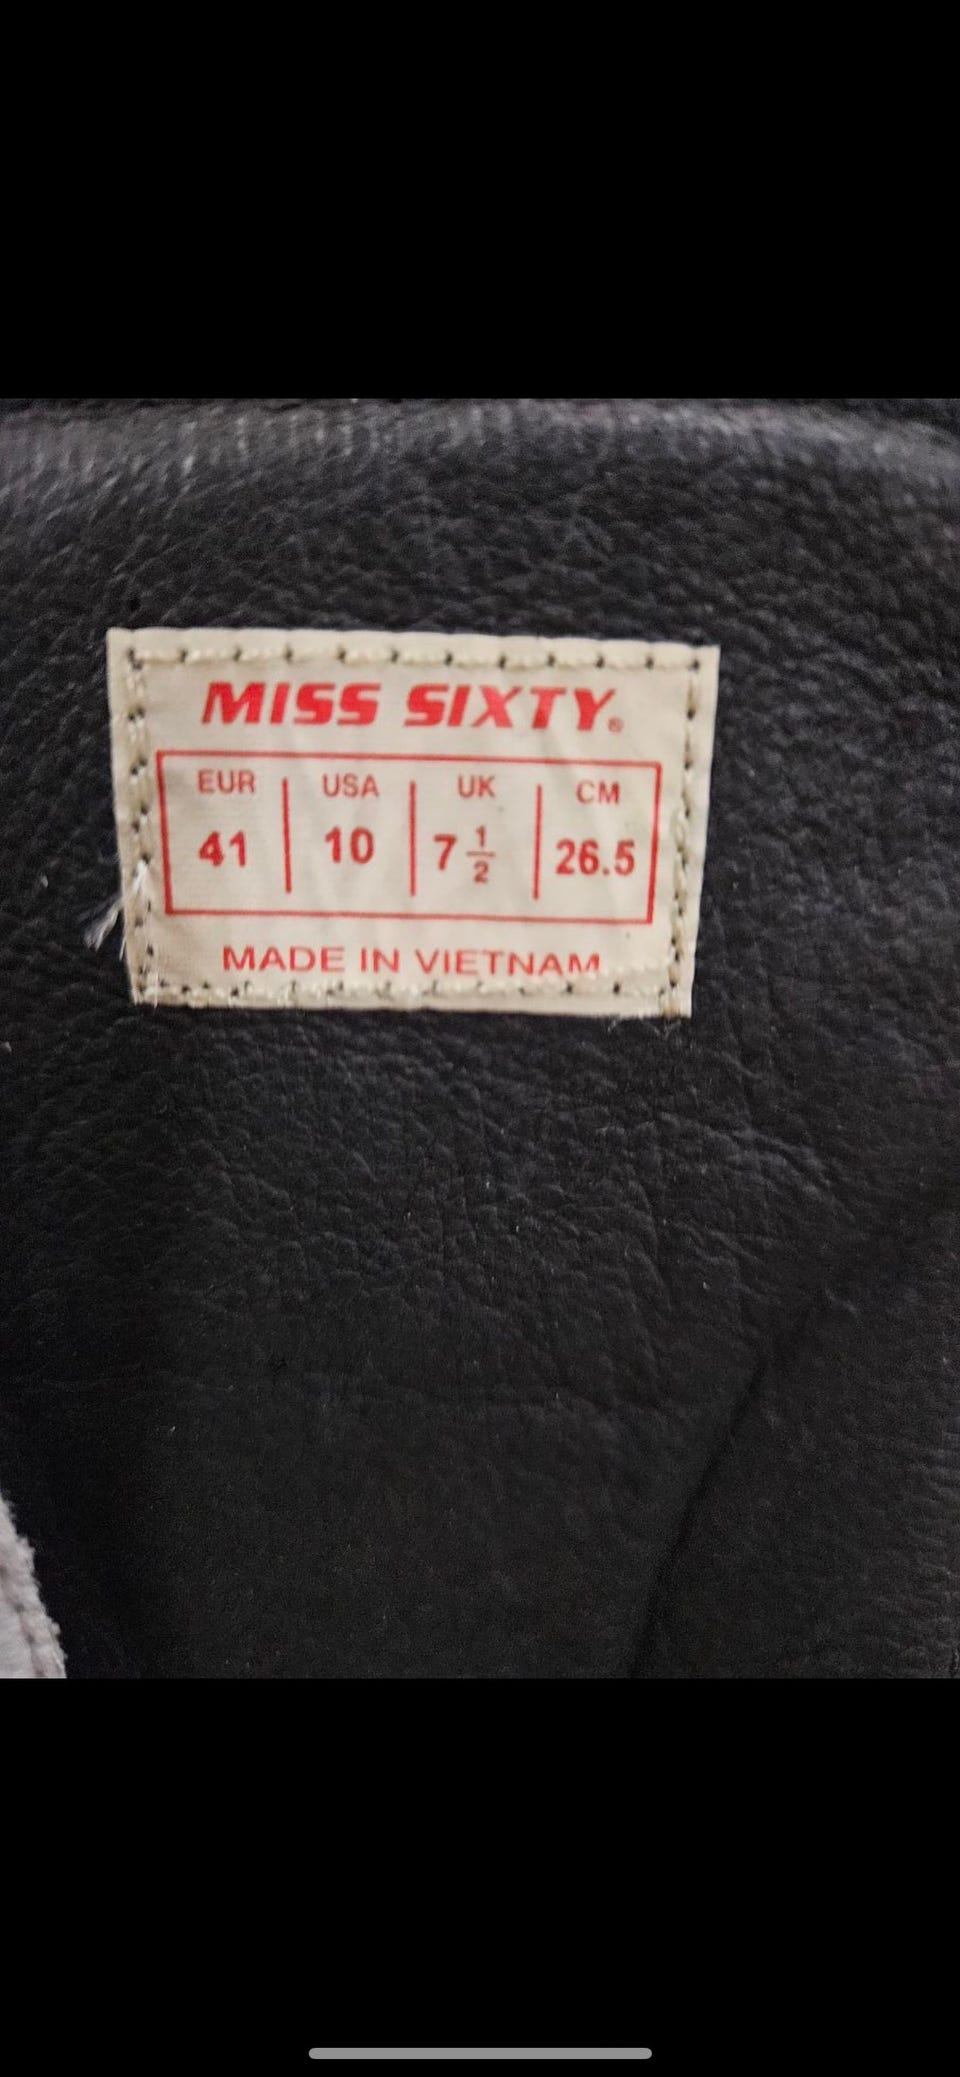 MISS SIXTY®
EUR USA UK CM
41 10 7 1/2 26.5
MADE IN VIETNAM